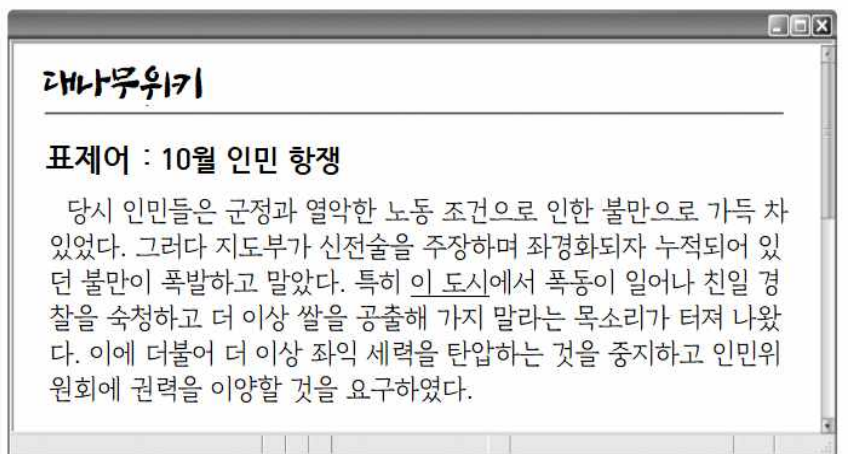 대나무위키
표제어 : 10월 인민 항쟁
당시 인민들은 군정과 열악한 노동 조건으로 인한 불만으로 가득 차
있었다. 그러다 지도부가 신전술을 주장하며 좌경화되자 누적되어 있
던 불만이 폭발하고 말았다. 특히 이 도시에서 폭동이 일어나 친일 경
찰을 숙청하고 더 이상 쌀을 공출해 가지 말라는 목소리가 터져 나왔
다. 이에 더불어 더 이상 좌익 세력을 탄압하는 것을 중지하고 인민위
원회에 권력을 이양할 것을 요구하였다.